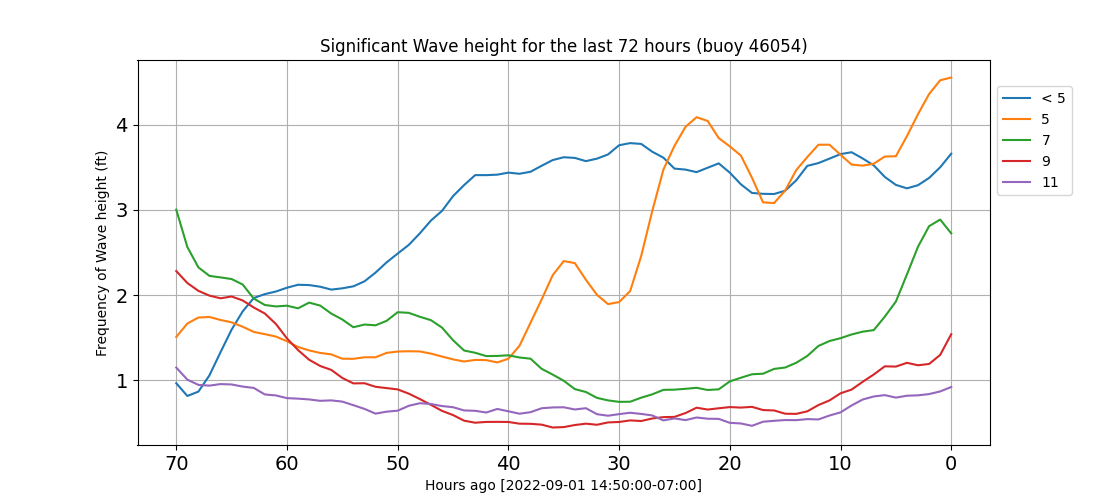 Significant Wave height for the last 72 hours (buoy 46054)
Frequency of Wave height (ft)
4
3
2
1
70 60 50 40 30 20 10 0
Hours ago [2022-09-01 14:50:00-07:00]
< 5
5
7
9
11